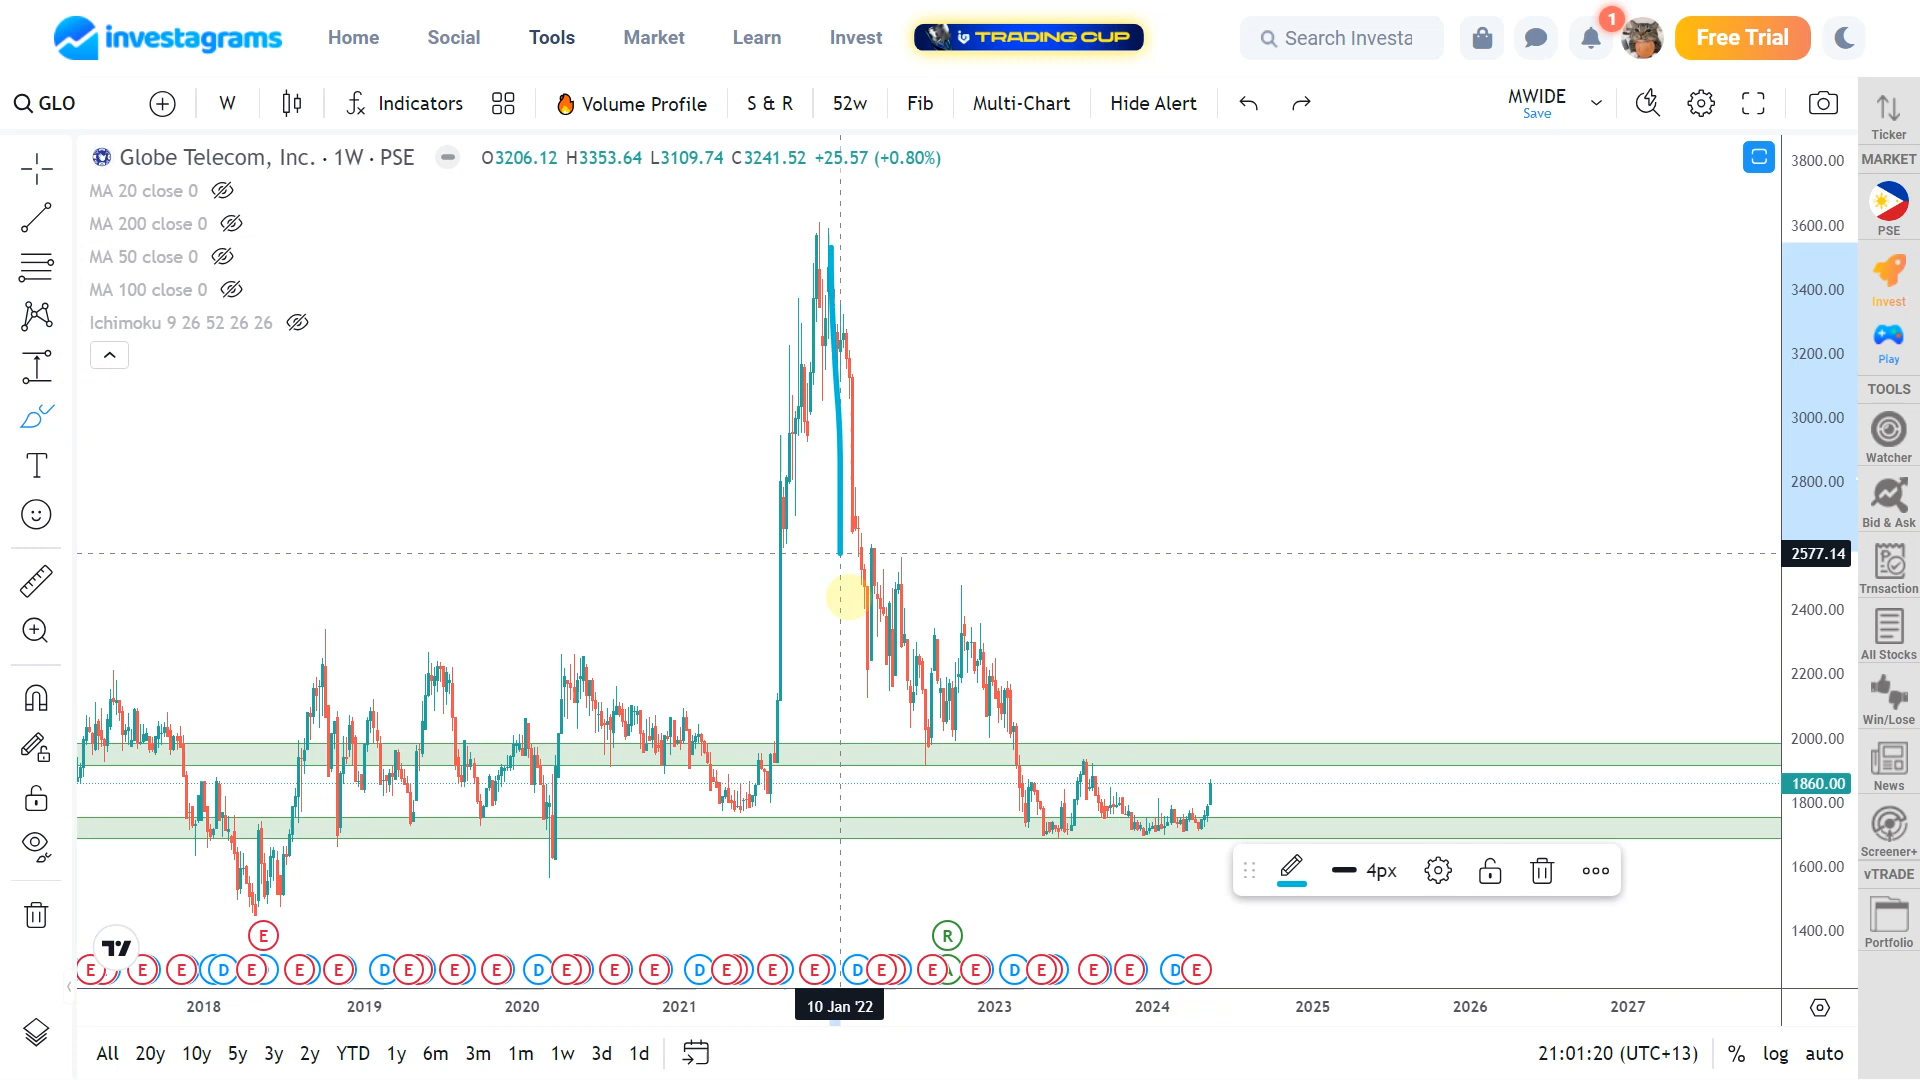 investagrams Home Social Tools Market Learn Invest TRADING CUP Search Investa 1 Free Trial
GLO W Indicators Volume Profile S & R 52w Fib Multi-Chart Hide Alert MWIDE Save
Globe Telecom, Inc. · 1W · PSE O3206.12 H3353.64 L3109.74 C3241.52 +25.57 (+0.80%)
MA 20 close 0
MA 200 close 0
MA 50 close 0
MA 100 close 0
Ichimoku 9 26 52 26 26
3800.00
3600.00
3400.00
3200.00
3000.00
2800.00
2577.14
2400.00
2200.00
2000.00
1860.00
1800.00
1600.00
1400.00
4px
E R
E E E D E E E E D E E E D E E E D E E E D E E E E D E E E D E
2018 2019 2020 2021 10 Jan '22 2023 2024 2025 2026 2027
All 20y 10y 5y 3y 2y YTD 1y 6m 3m 1m 1w 3d 1d 21:01:20 (UTC+13) % log auto
Ticker
MARKET
PSE
Invest
Play
TOOLS
Watcher
Bid & Ask
Trnsaction
All Stocks
Win/Lose
News
Screener+
vTRADE
Portfolio